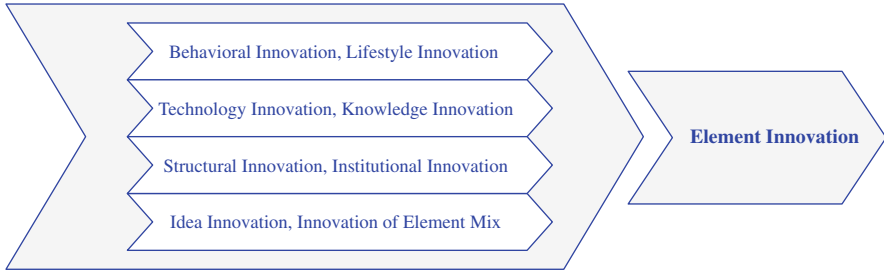 Behavioral Innovation, Lifestyle Innovation
Technology Innovation, Knowledge Innovation
Structural Innovation, Institutional Innovation
Idea Innovation, Innovation of Element Mix
Element Innovation